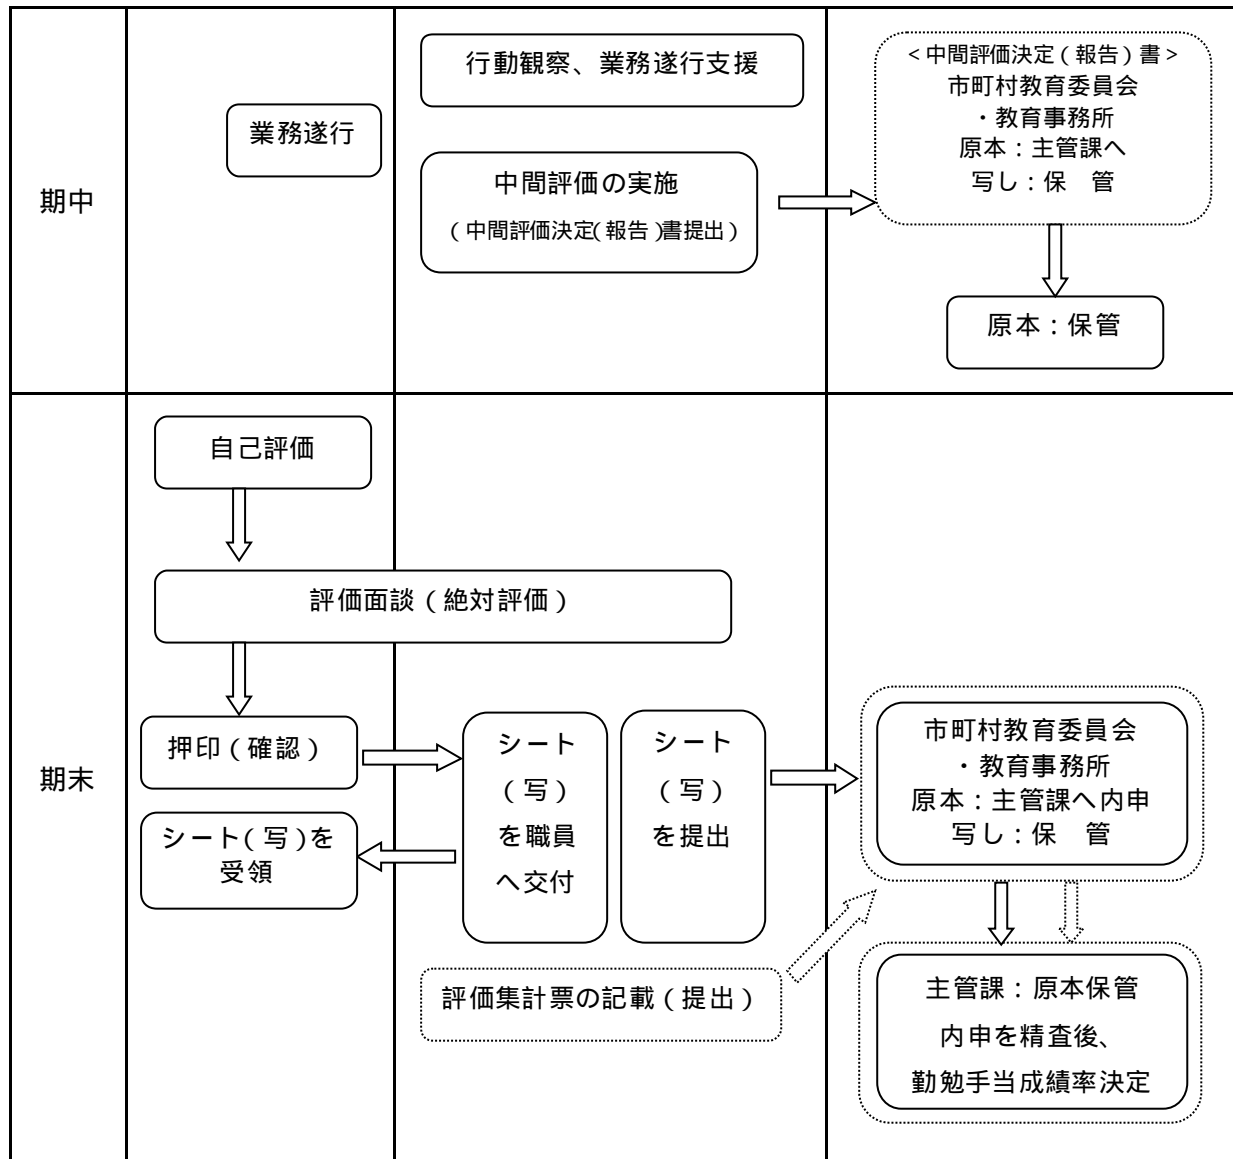 期中
業務遂行
行動観察、業務遂行支援
中間評価の実施
(中間評価決定(報告)書提出)
<中間評価決定(報告)書>
市町村教育委員会
・教育事務所
原本:主管課へ
写し:保 管
原本:保管
期末
自己評価
評価面談(絶対評価)
押印(確認)
シート(写)を
受領
シート
(写)
を職員
へ交付
シート
(写)
を提出
評価集計票の記載(提出)
市町村教育委員会
・教育事務所
原本:主管課へ内申
写し:保 管
主管課:原本保管
内申を精査後、
勤勉手当成績率決定